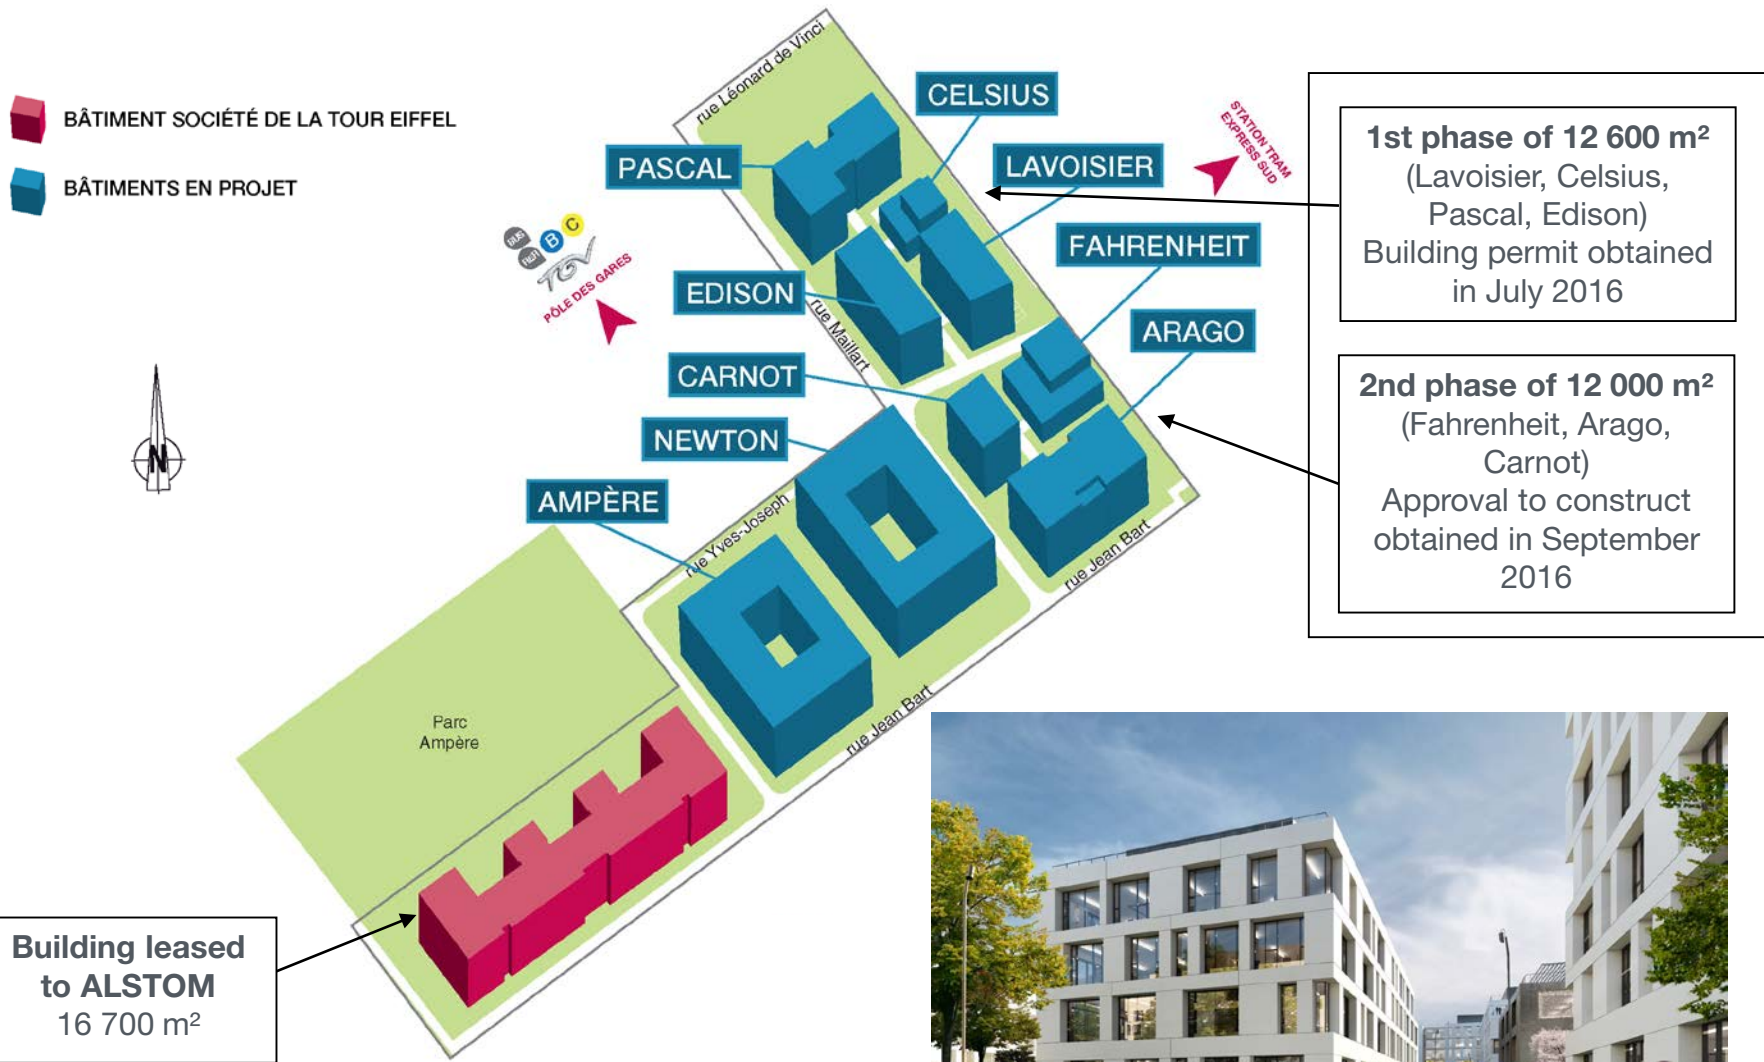 BÂTIMENT SOCIÉTÉ DE LA TOUR EIFFEL
BÂTIMENTS EN PROJET
rue Léonard de Vinci
CELSIUS
PASCAL
LAVOISIER
STATION TRAM
EXPRESS SUD
FAHRENHEIT
BUS
RER
B
C
TGV
PÔLE DES GARES
EDISON
rue Maillart
ARAGO
CARNOT
NEWTON
AMPÈRE
rue Yves-Joseph
rue Jean Bart
rue Jean Bart
N
Parc
Ampère
1st phase of 12 600 m²
(Lavoisier, Celsius,
Pascal, Edison)
Building permit obtained
in July 2016
2nd phase of 12 000 m²
(Fahrenheit, Arago,
Carnot)
Approval to construct
obtained in September
2016
Building leased
to ALSTOM
16 700 m²